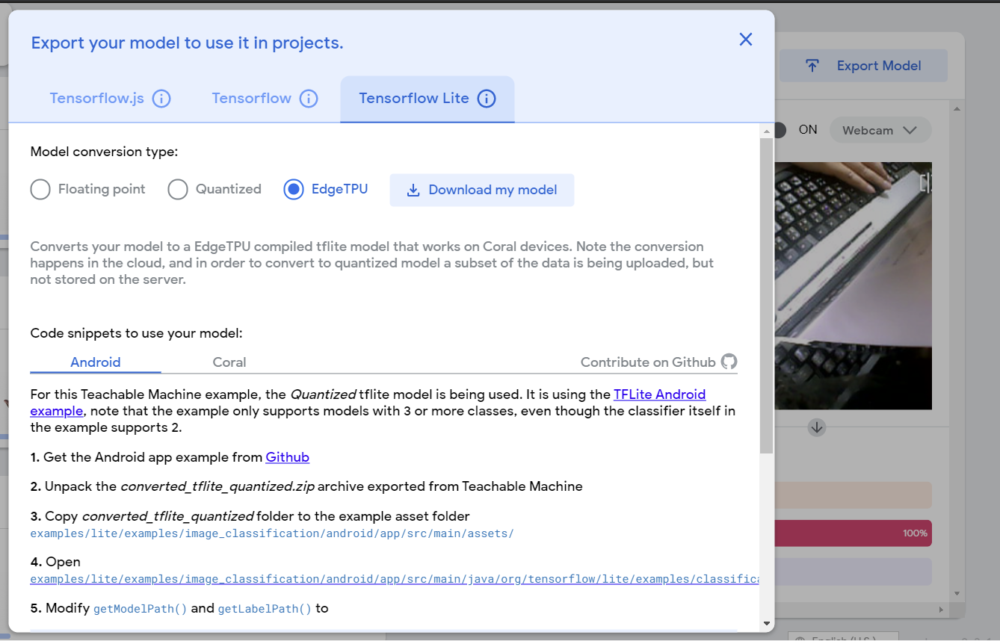 Export your model to use it in projects.
Export Model
Tensorflow.js
Tensorflow
Tensorflow Lite
ON
Webcam
Model conversion type:
Floating point
Quantized
EdgeTPU
Download my model
Converts your model to a EdgeTPU compiled tflite model that works on Coral devices. Note the conversion
happens in the cloud, and in order to convert to quantized model a subset of the data is being uploaded, but
not stored on the server.
Code snippets to use your model:
Android
Coral
Contribute on Github
For this Teachable Machine example, the Quantized tflite model is being used. It is using the TFLite Android
example, note that the example only supports models with 3 or more classes, even though the classifier itself in
the example supports 2.
1. Get the Android app example from Github
2. Unpack the converted_tflite_quantized.zip archive exported from Teachable Machine
3. Copy converted_tflite_quantized folder to the example asset folder
examples/lite/examples/image_classification/android/app/src/main/assets/
100%
4. Open
examples/lite/examples/image_classification/android/app/src/main/java/org/tensorflow/lite/examples/classifica
5. Modify getModelPath() and getLabelPath() to
English (U.S.)